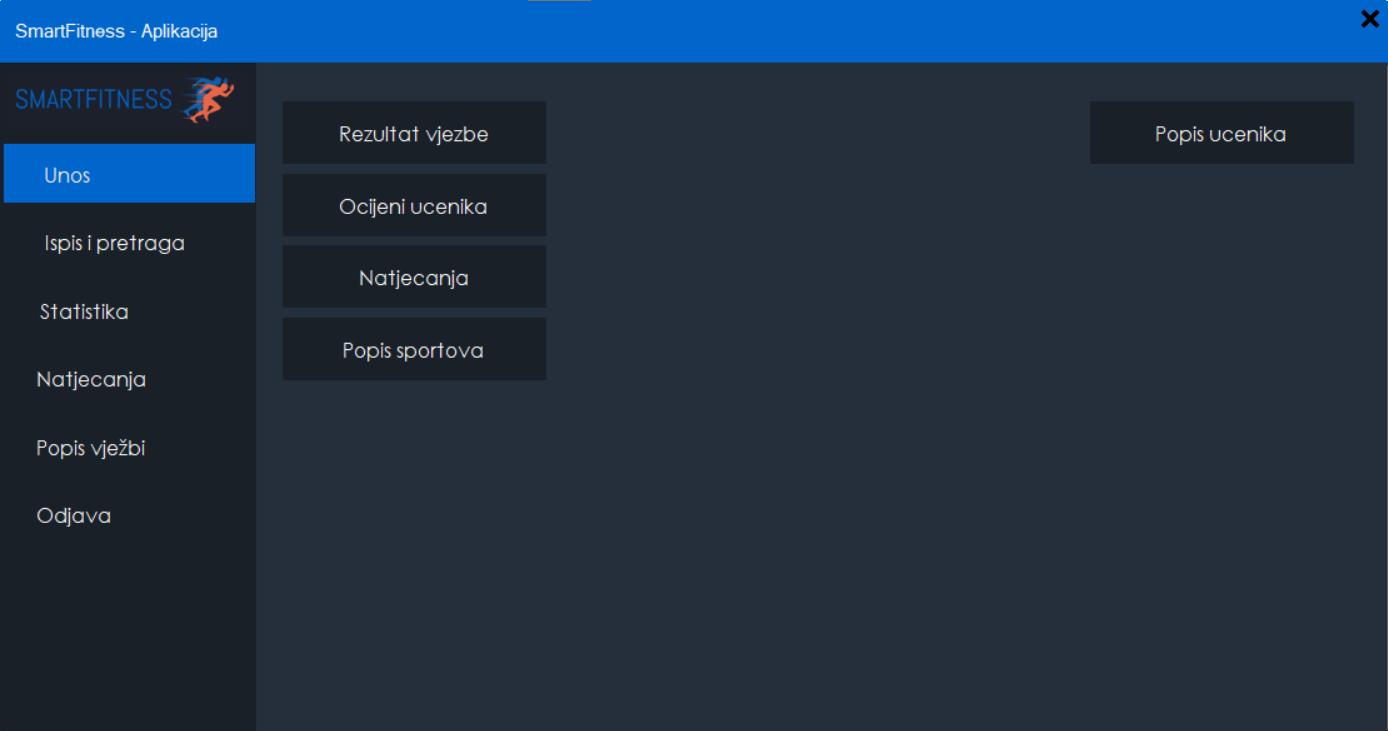 SmartFitness - Aplikacija
SMARTFITNESS
Unos
Ispis i pretraga
Statistika
Natjecanja
Popis vježbi
Odjava
Rezultat vjezbe
Ocijeni ucenika
Natjecanja
Popis sportova
Popis ucenika